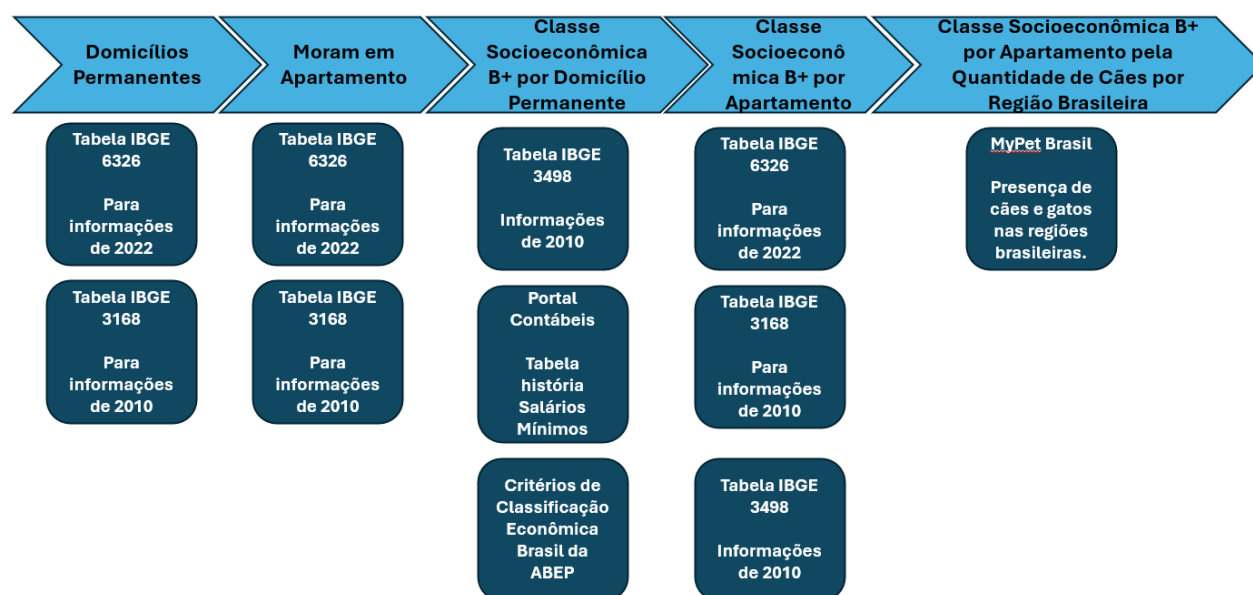 Domicílios
Permanentes
Moram em
Apartamento
Classe
Socioeconômica
B+ por Domicílio
Permanente
Classe
Socioeconô
mica B+ por
Apartamento
Classe Socioeconômica B+
por Apartamento pela
Quantidade de Cães por
Região Brasileira
Tabela IBGE
6326
Para
informações
de 2022
Tabela IBGE
3168
Para
informações
de 2010
Tabela IBGE
6326
Para
informações
de 2022
Tabela IBGE
3168
Para
informações
de 2010
Tabela IBGE
3498
Informações
de 2010
Portal
Contábeis
Tabela
história
Salários
Mínimos
Critérios de
Classificação
Econômica
Brasil da
ABEP
Tabela IBGE
6326
Para
informações
de 2022
Tabela IBGE
3168
Para
informações
de 2010
Tabela IBGE
3498
Informações
de 2010
MyPet Brasil
Presença de
cães e gatos
nas regiões
brasileiras.